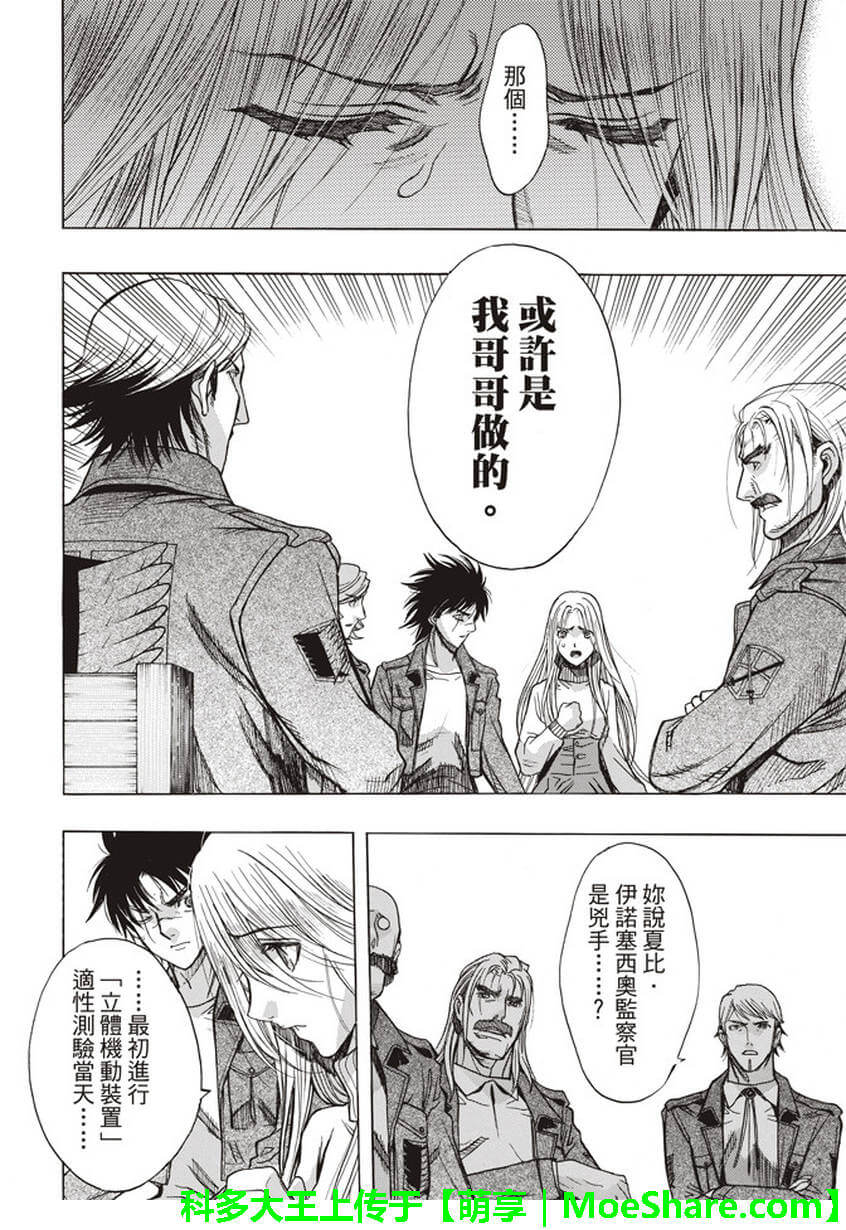 那個……
或許是
我哥哥做的。
妳說夏比．
伊諾塞西奧監察官
是兇手……？
……最初進行
「立體機動裝置」
適性測驗當天……
科多大王上传于【萌享｜MoeShare.com】